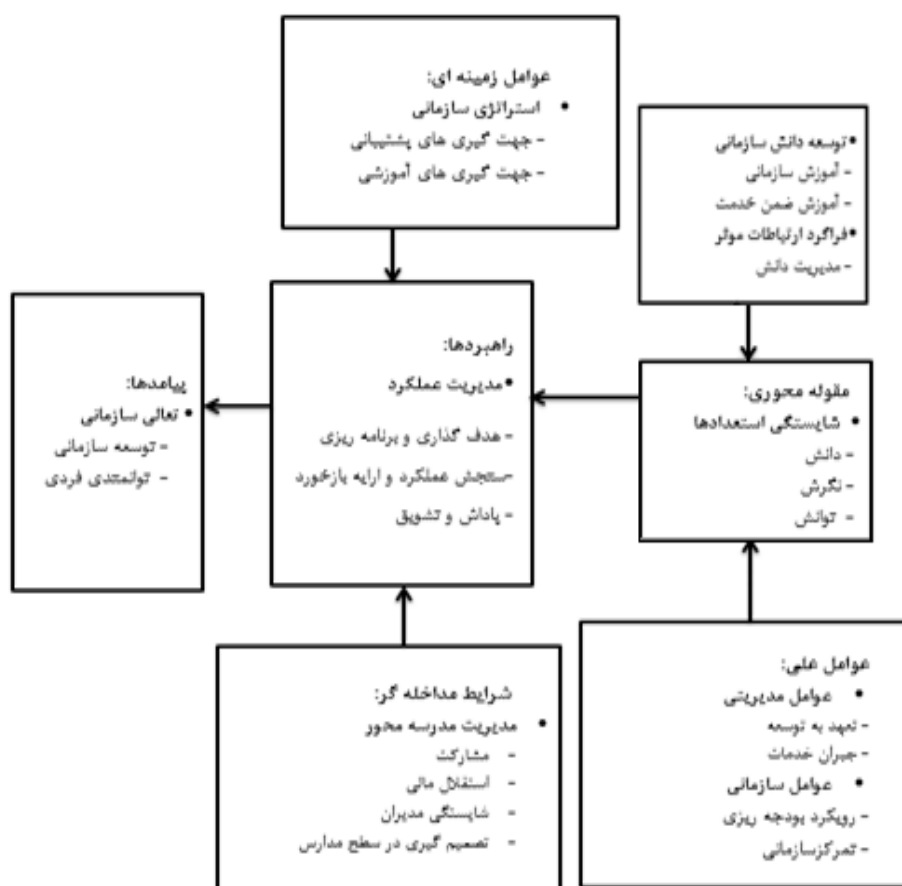 عوامل زمینه ای:
• استراتژی سازمانی
- جهت گیری های پشتیبانی
- جهت گیری های آموزشی
• توسعه دانش سازمانی
- آموزش سازمانی
- آموزش ضمن خدمت
• فراگرد ارتباطات موثر
- مدیریت دانش
مقوله محوری:
• شایستگی استعدادها
- دانش
- نگرش
- توانش
راهبردها:
• مدیریت عملکرد
- هدف گذاری و برنامه ریزی
- سنجش عملکرد و ارایه بازخورد
- پاداش و تشویق
پیامدها:
• تعالی سازمانی
- توسعه سازمانی
- توانمندی فردی
عوامل علی:
• عوامل مدیریتی
- تعهد به توسعه
- جبران خدمات
• عوامل سازمانی
- رویکرد بودجه ریزی
- تمرکزسازمانی
شرایط مداخله گر:
• مدیریت مدرسه محور
- مشارکت
- استقلال مالی
- شایستگی مدیران
- تصمیم گیری در سطح مدارس